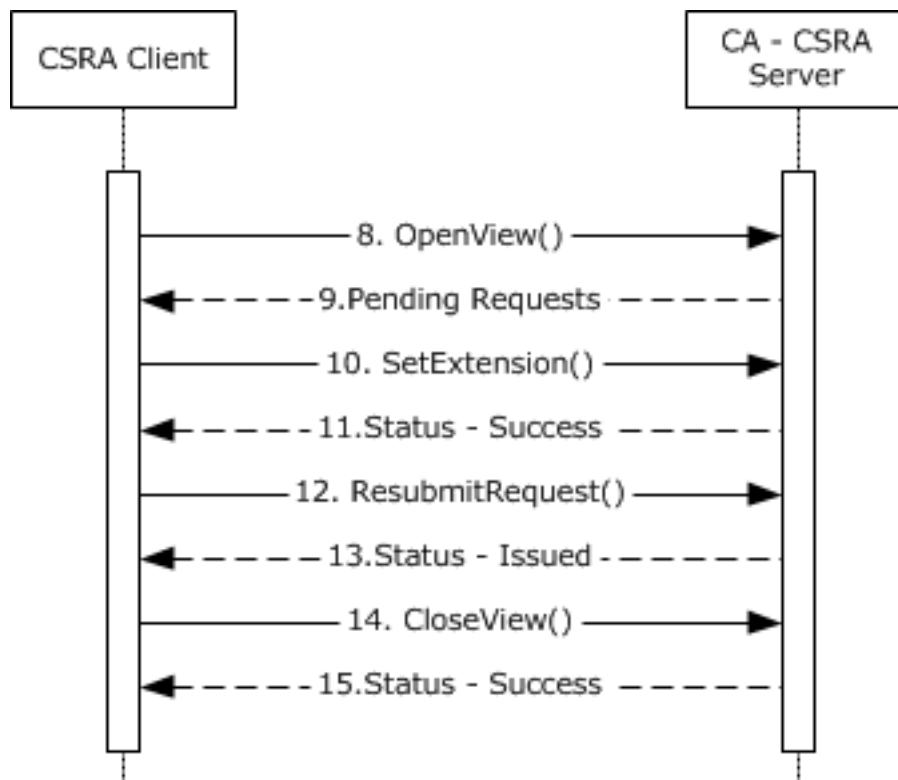 CSRA Client
CA - CSRA
Server
8. OpenView()
9.Pending Requests
10. SetExtension()
11.Status - Success
12. ResubmitRequest()
13.Status - Issued
14. CloseView()
15.Status - Success